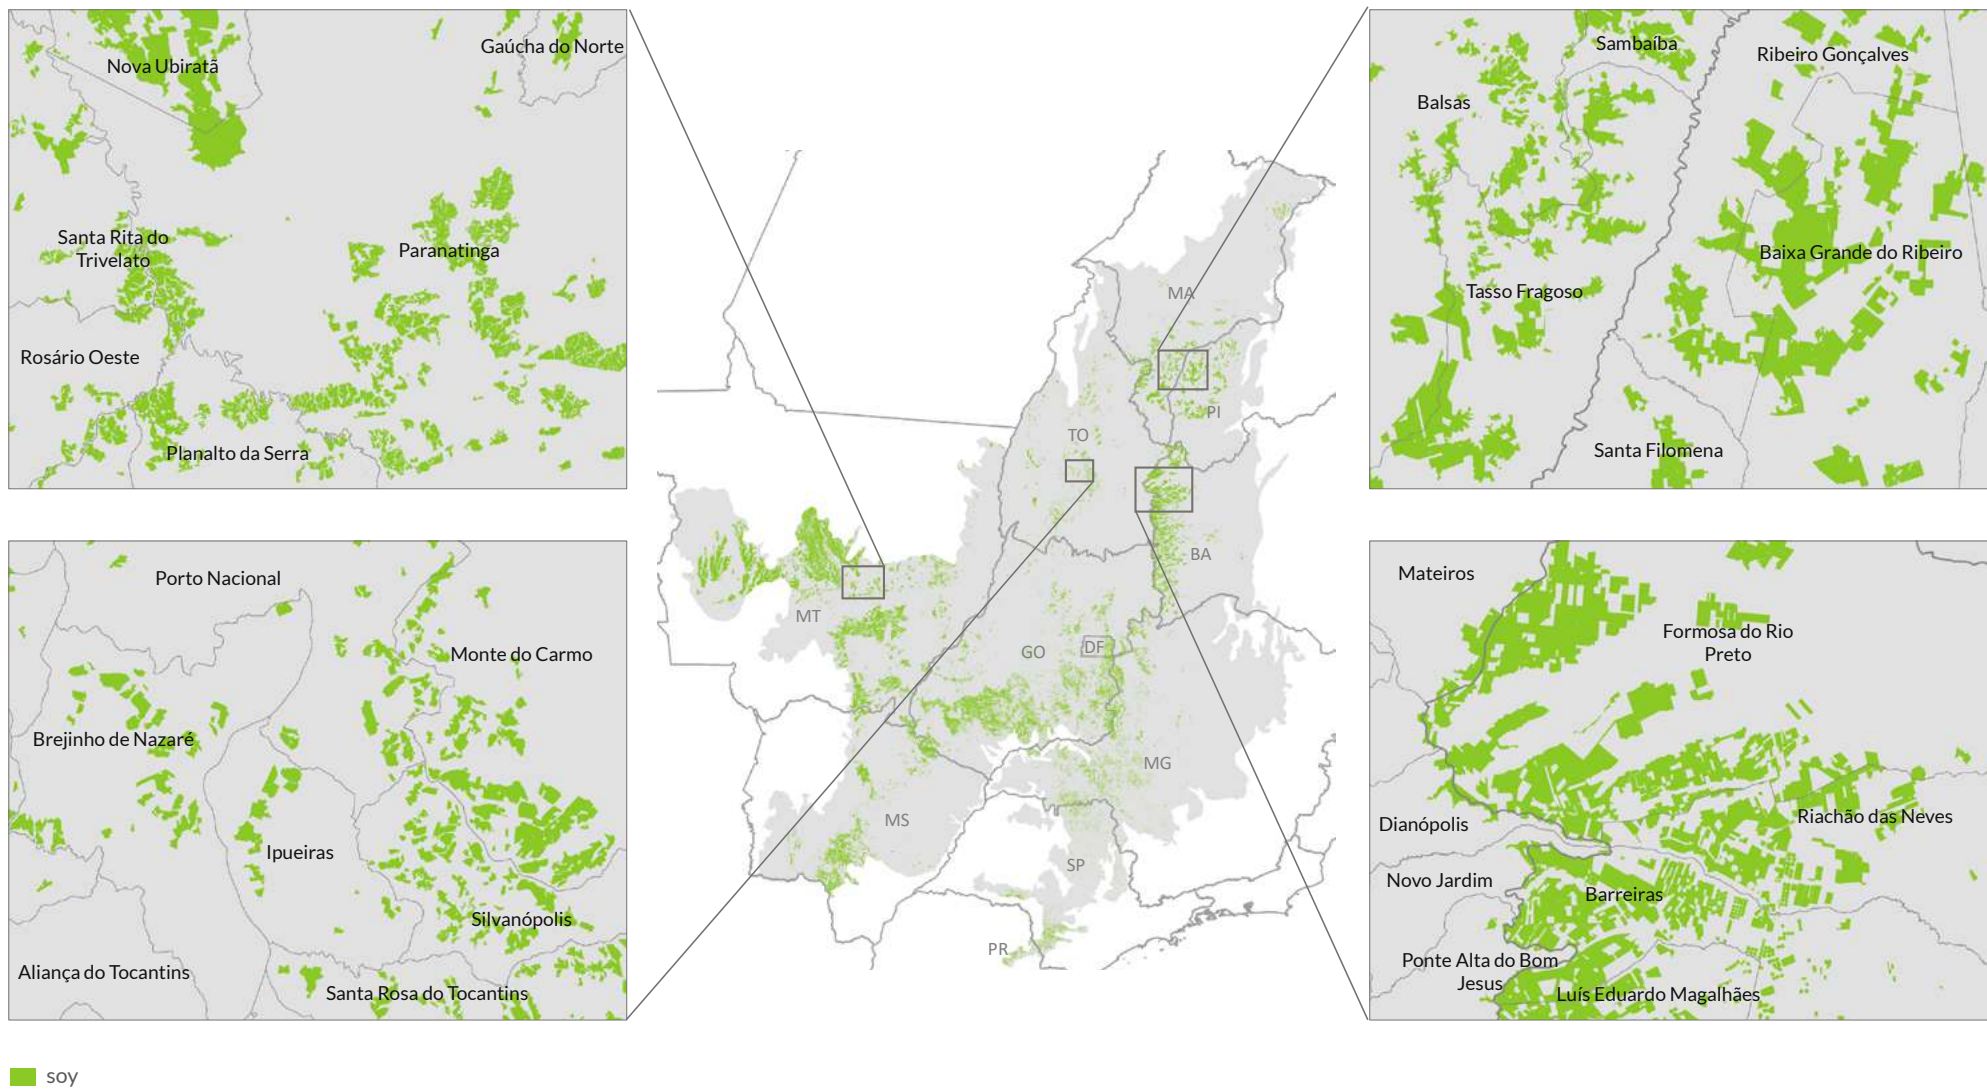 Nova Ubiratã
Gaúcha do Norte
Santa Rita do
Trivelato
Paranatinga
Rosário Oeste
Planalto da Serra
Sambaíba
Ribeiro Gonçalves
Balsas
Baixa Grande do Ribeiro
Tasso Fragoso
Santa Filomena
MA
PI
TO
BA
MT
GO
DF
MG
MS
SP
PR
Porto Nacional
Monte do Carmo
Brejinho de Nazaré
Ipueiras
Silvanópolis
Aliança do Tocantins
Santa Rosa do Tocantins
Mateiros
Formosa do Rio
Preto
Dianópolis
Riachão das Neves
Novo Jardim
Barreiras
Ponte Alta do Bom
Jesus
Luís Eduardo Magalhães
soy